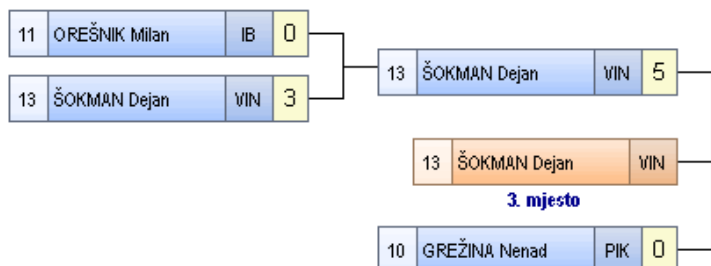 11 OREŠNIK Milan IB 0
13 ŠOKMAN Dejan VIN 3
13 ŠOKMAN Dejan VIN 5
13 ŠOKMAN Dejan VIN
3. mjesto
10 GREŽINA Nenad PIK 0